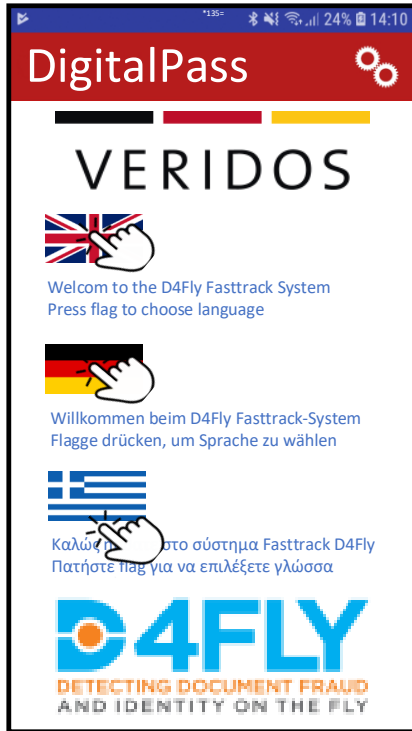 *135=
24% 14:10
DigitalPass
VERIDOS
Welcom to the D4Fly Fasttrack System
Press flag to choose language
Willkommen beim D4Fly Fasttrack-System
Flagge drücken, um Sprache zu wählen
στο σύστημα Fasttrack D4Fly
Πατήστε flag για να επιλέξετε γλώσσα
D4FLY
DETECTING DOCUMENT FRAUD
AND IDENTITY ON THE FLY